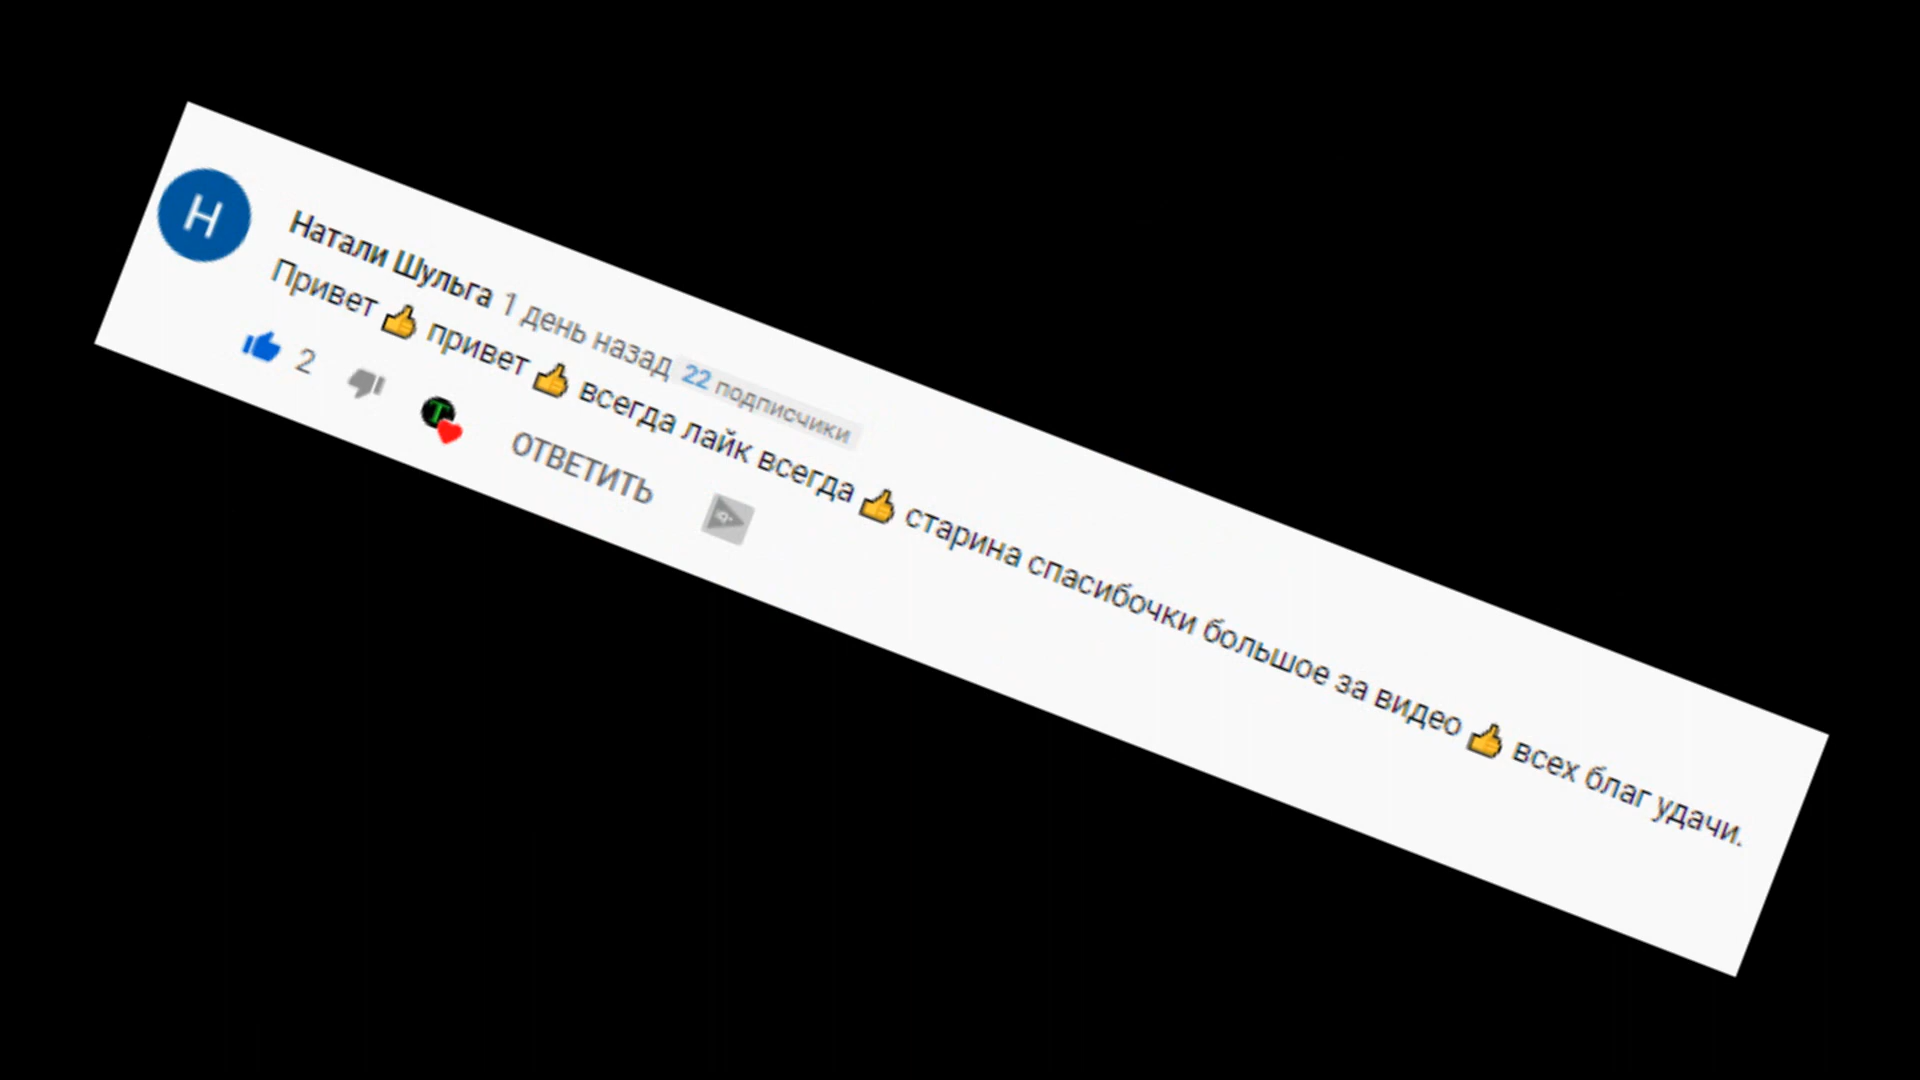 Н
Натали Шульга 1 день назад 22 подписчики
Привет 👍 привет 👍 всегда лайк всегда 👍 старина спасибочки большое за видео 👍 всех благ удачи.
2 T ОТВЕТИТЬ